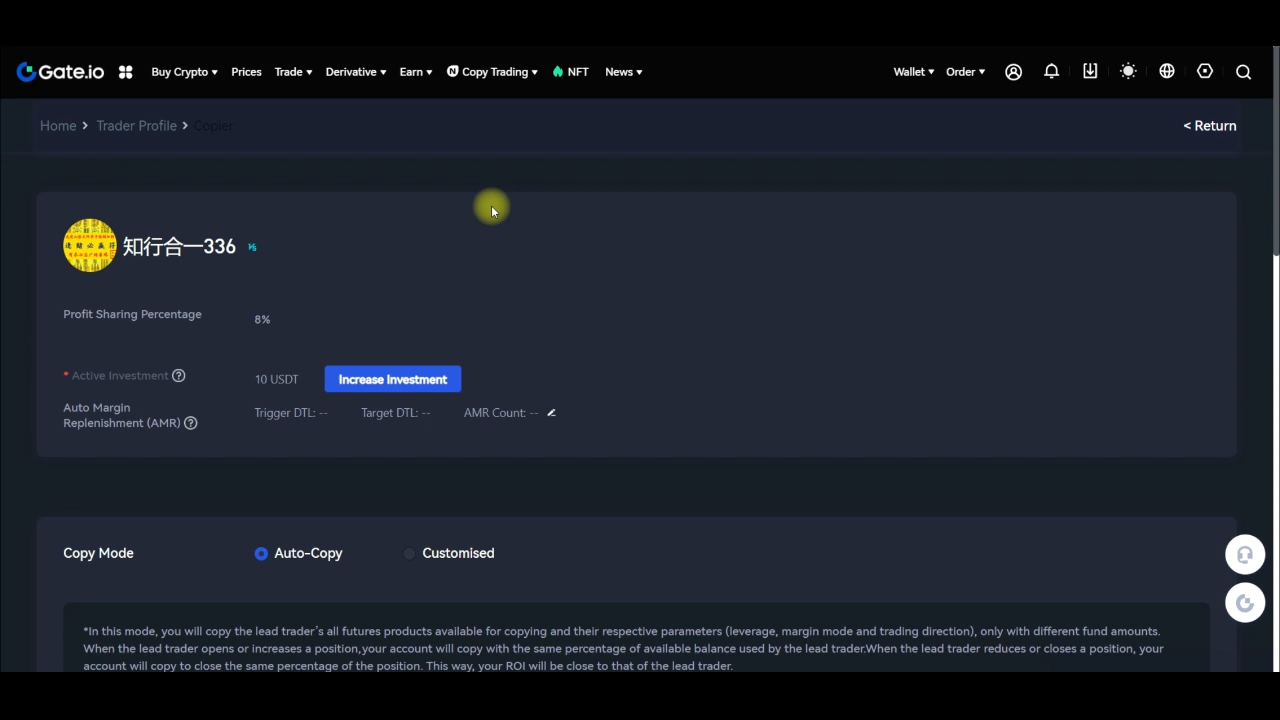 Gate.io
Buy Crypto
Prices
Trade
Derivative
Earn
Copy Trading
NFT
News
Wallet
Order
Home > Trader Profile > Copier
< Return
知行合一336
Profit Sharing Percentage
8%
* Active Investment ?
10 USDT
Increase Investment
Auto Margin
Replenishment (AMR) ?
Trigger DTL: --
Target DTL: --
AMR Count: --
Copy Mode
Auto-Copy
Customised
*In this mode, you will copy the lead trader's all futures products available for copying and their respective parameters (leverage, margin mode and trading direction), only with different fund amounts.
When the lead trader opens or increases a position,your account will copy with the same percentage of available balance used by the lead trader.When the lead trader reduces or closes a position, your
account will copy to close the same percentage of the position. This way, your ROI will be close to that of the lead trader.